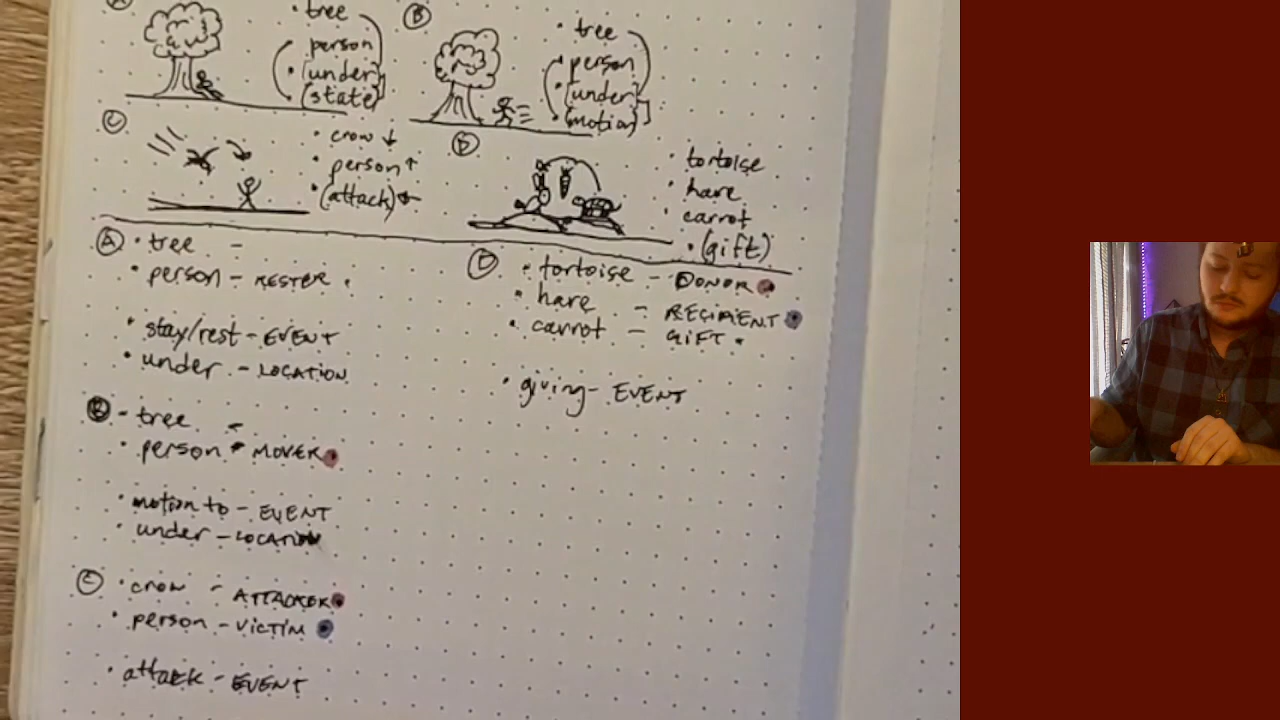 A
• tree
person
• (under)
• (state)
B
• tree
• person
• (under)
• (motion)
C
• crow ↓
• person ↑
• (attack)
D
• tortoise
• hare
• carrot
• (gift)
A • tree –
• person – RESTER .
• stay/rest – EVENT
• under – LOCATION
B – tree –
• person – MOVER
• motion to – EVENT
• under – LOCATION
C • crow – ATTACKER
• person – VICTIM
• attack – EVENT
D • tortoise – DONOR
• hare – RECIPIENT
• carrot – GIFT .
• giving – EVENT